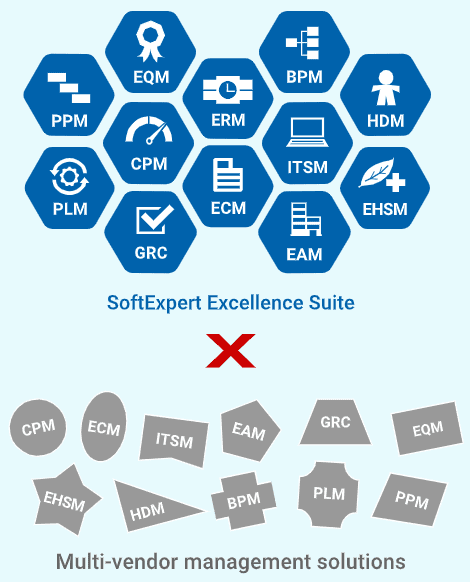 EQM
BPM
PPM
ERM
HDM
CPM
ITSM
PLM
ECM
EHSM
GRC
EAM
SoftExpert Excellence Suite
CPM
ECM
ITSM
EAM
GRC
EQM
EHSM
HDM
BPM
PLM
PPM
Multi-vendor management solutions